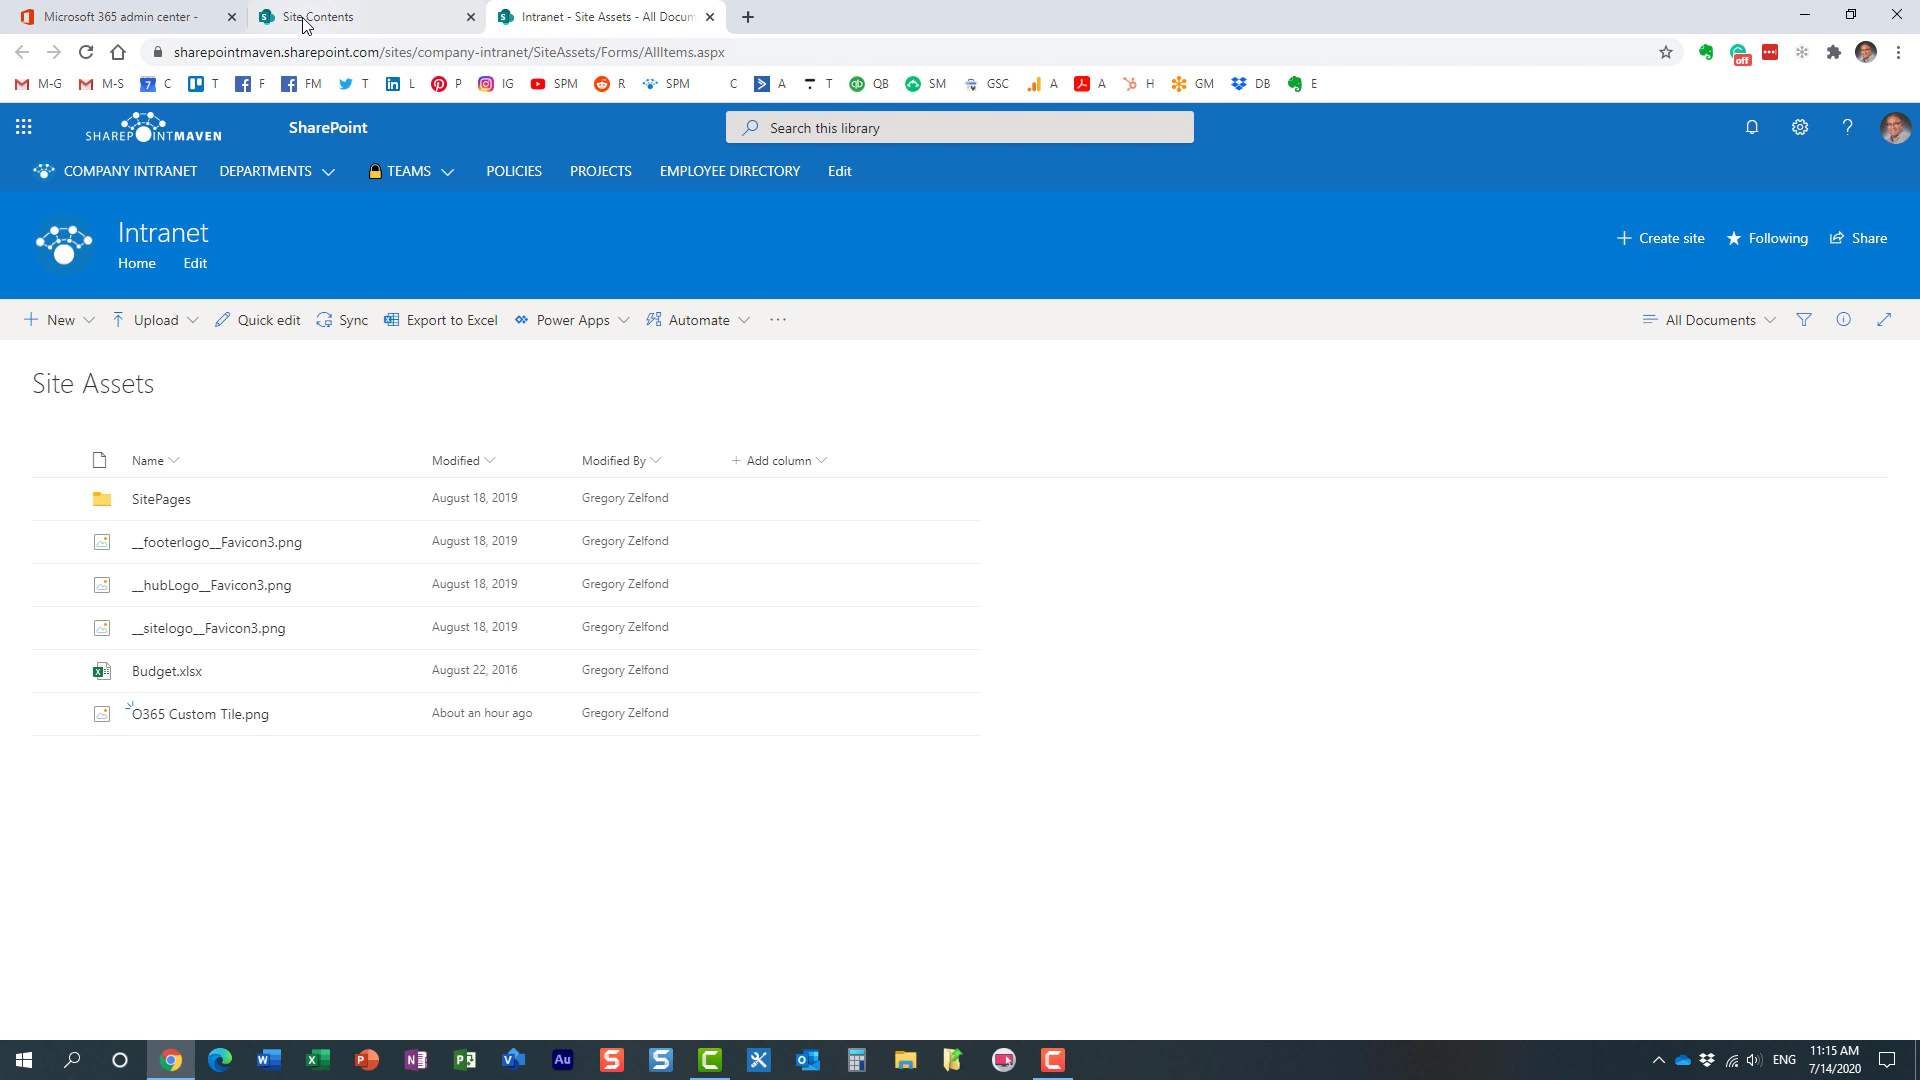 Microsoft 365 admin center -
Site Contents
Intranet - Site Assets - All Docum
sharepointmaven.sharepoint.com/sites/company-intranet/SiteAssets/Forms/AllItems.aspx
off
M-G M-S 7 C T F FM T L P IG SPM R SPM C A T QB SM GSC A A H GM DB E
SHAREPOINTMAVEN SharePoint Search this library ?
COMPANY INTRANET DEPARTMENTS TEAMS POLICIES PROJECTS EMPLOYEE DIRECTORY Edit
Intranet
Home Edit
Create site Following Share
New Upload Quick edit Sync Export to Excel Power Apps Automate ··· All Documents
Site Assets
Name Modified Modified By + Add column
SitePages August 18, 2019 Gregory Zelfond
__footerlogo__Favicon3.png August 18, 2019 Gregory Zelfond
__hubLogo__Favicon3.png August 18, 2019 Gregory Zelfond
__sitelogo__Favicon3.png August 18, 2019 Gregory Zelfond
Budget.xlsx August 22, 2016 Gregory Zelfond
O365 Custom Tile.png About an hour ago Gregory Zelfond
ENG
11:15 AM
7/14/2020